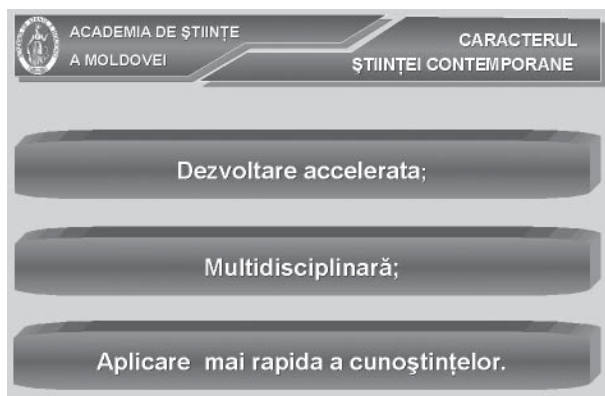 ACADEMIA DE ŞTIINŢE
A MOLDOVEI
CARACTERUL
ŞTIINŢEI CONTEMPORANE
Dezvoltare accelerata;
Multidisciplinară;
Aplicare mai rapida a cunoştinţelor.